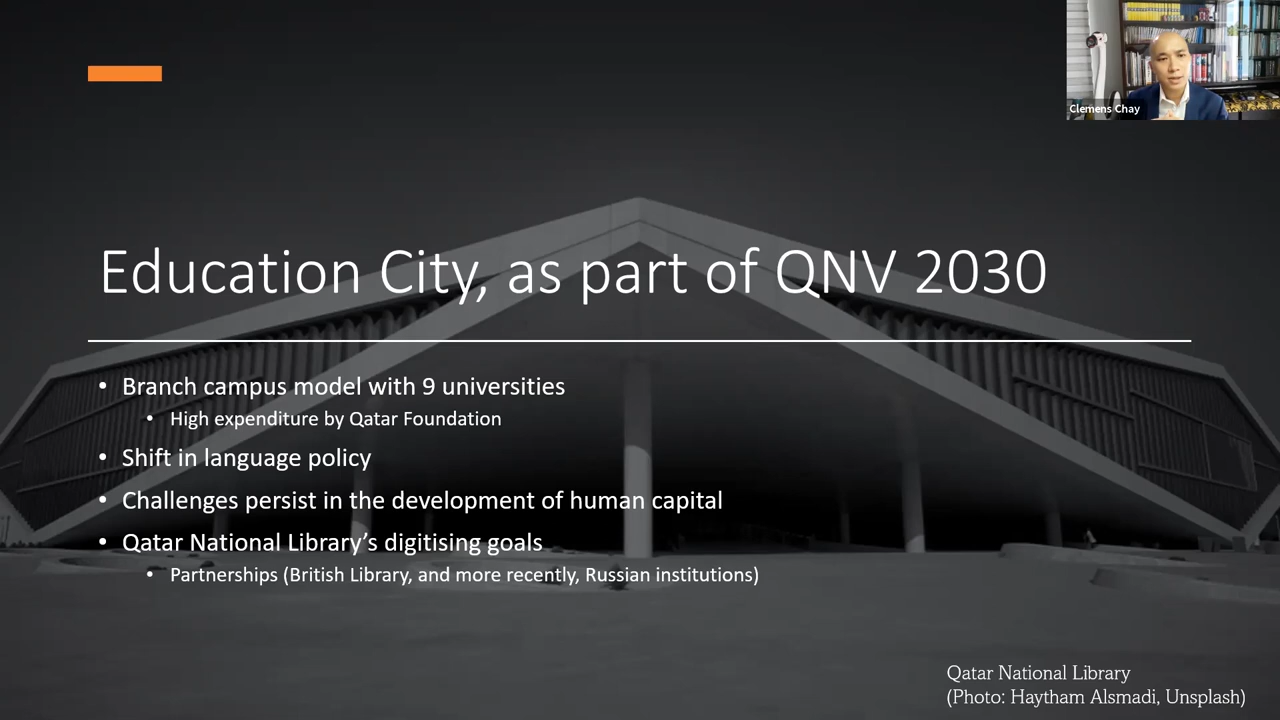 Clemens Chay
Education City, as part of QNV 2030
• Branch campus model with 9 universities
• High expenditure by Qatar Foundation
• Shift in language policy
• Challenges persist in the development of human capital
• Qatar National Library’s digitising goals
• Partnerships (British Library, and more recently, Russian institutions)
Qatar National Library
(Photo: Haytham Alsmadi, Unsplash)